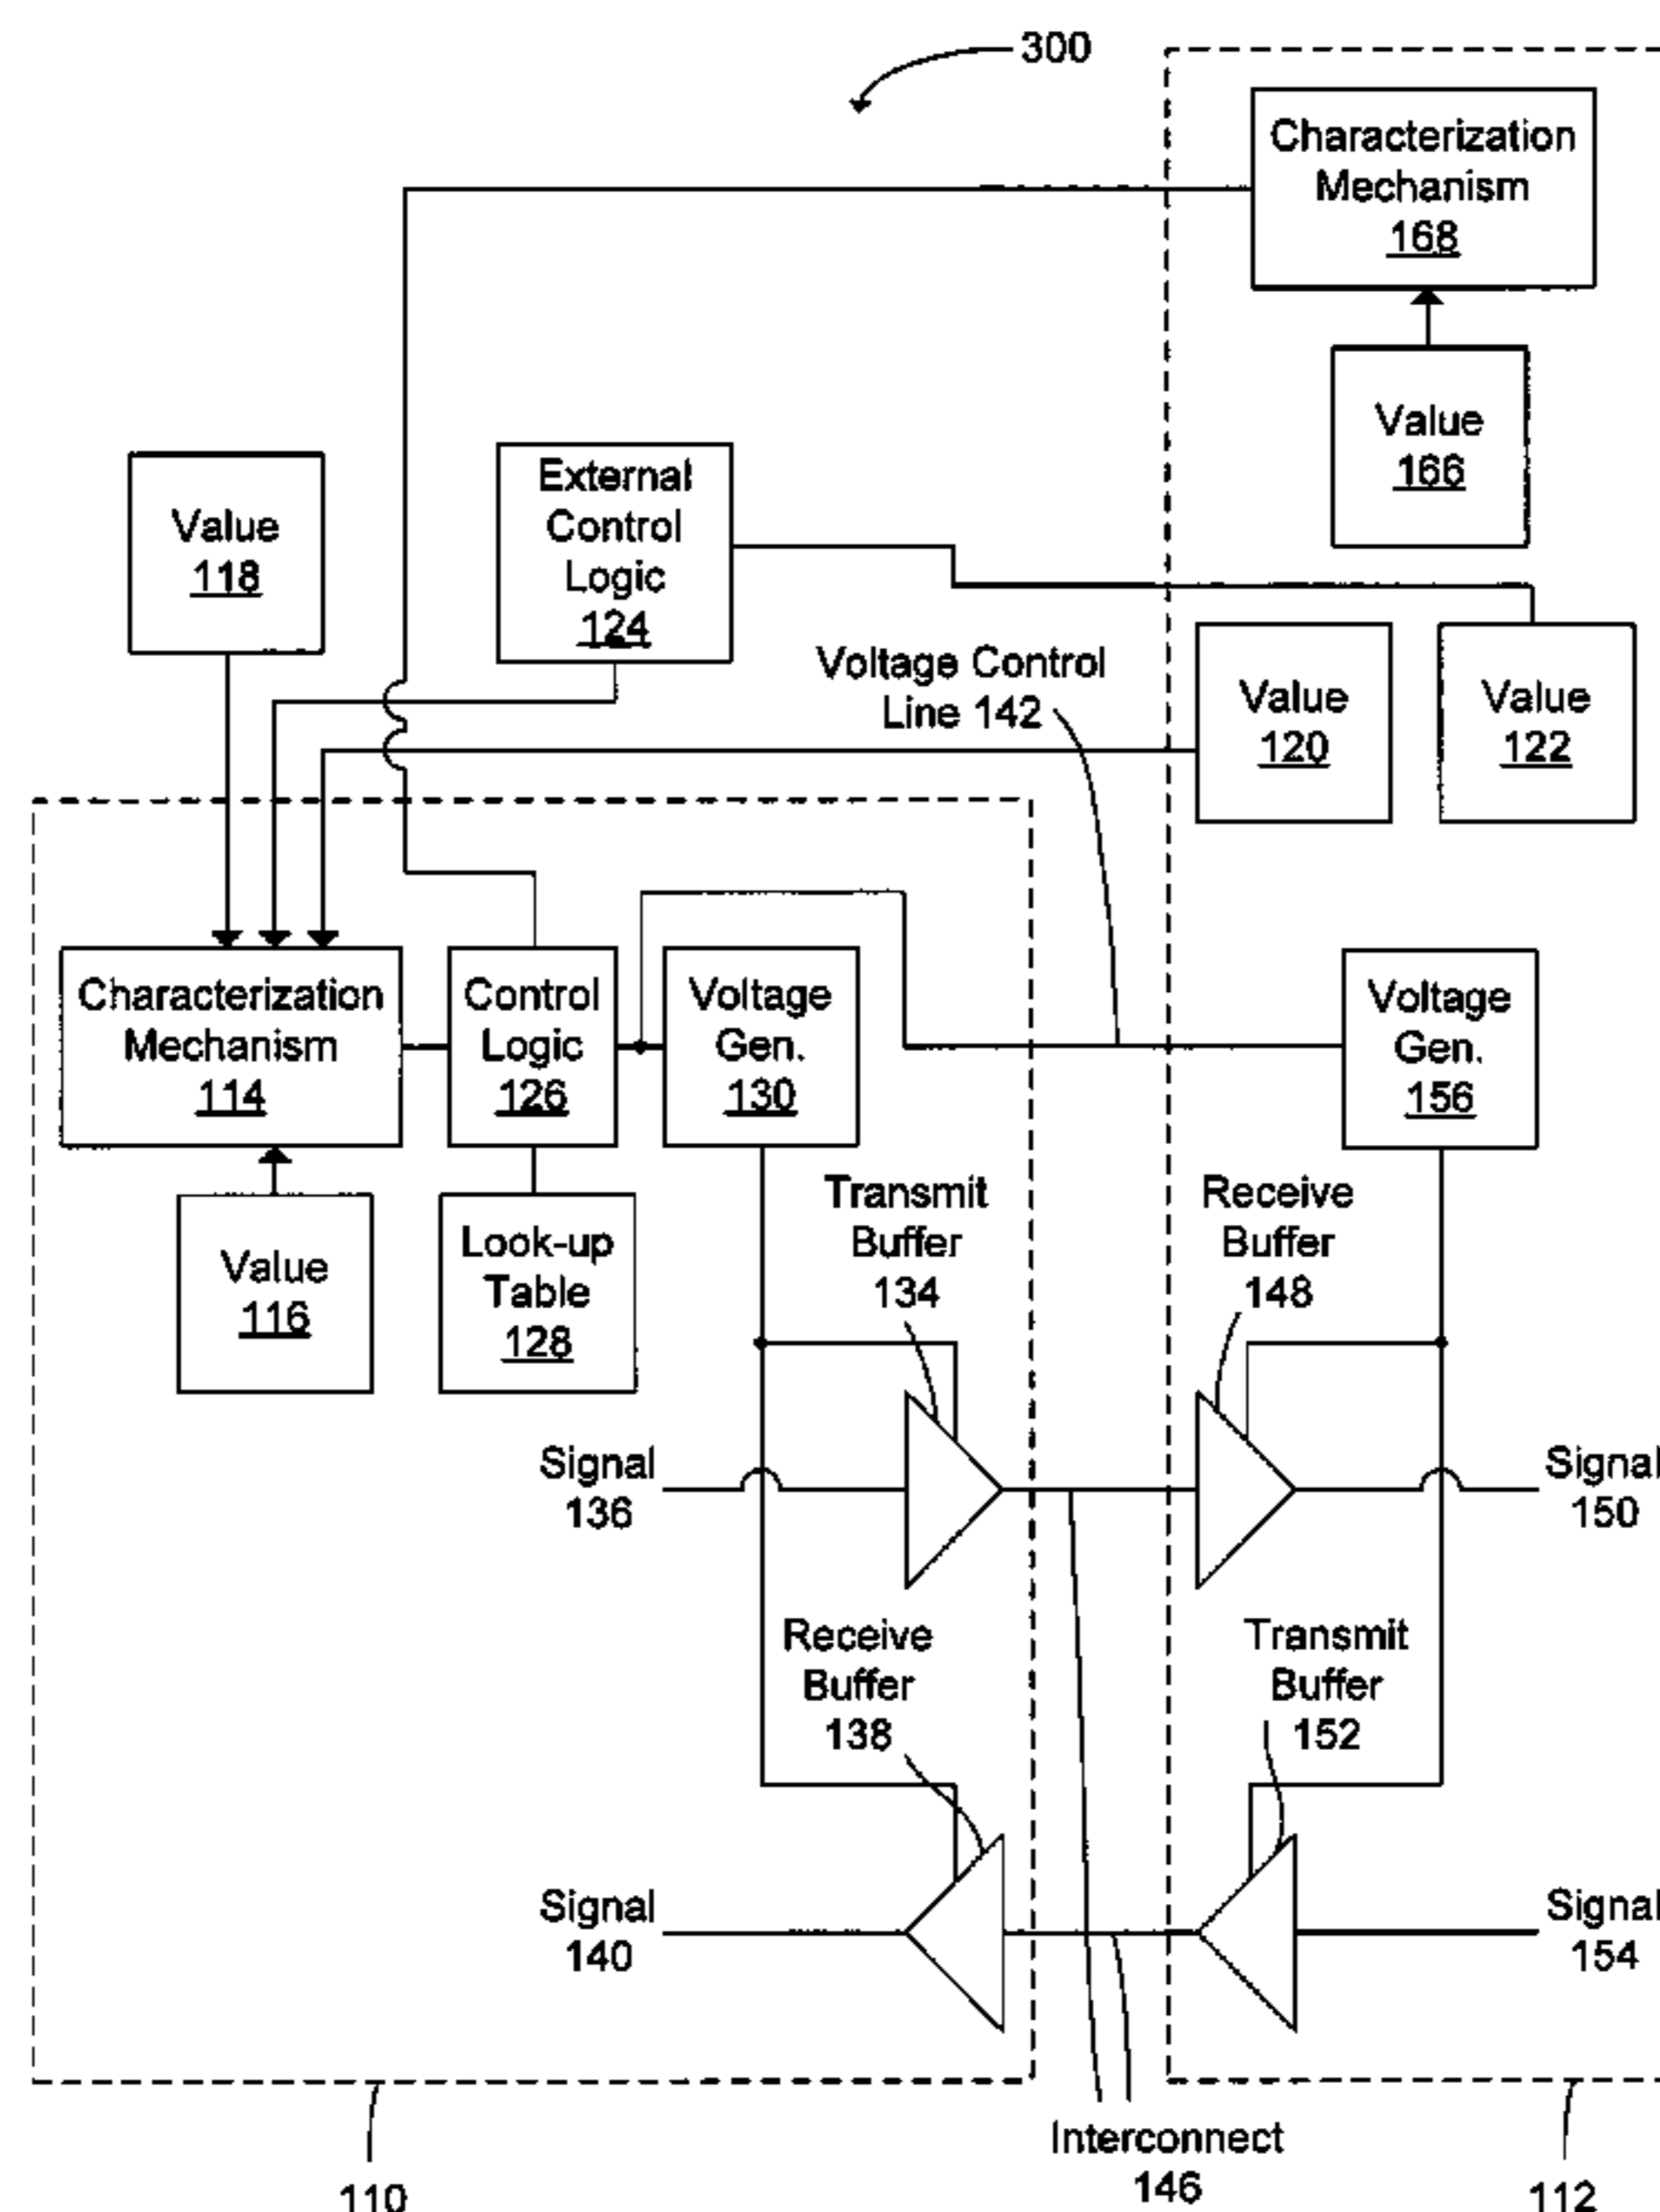 300
Characterization
Mechanism
168
Value
166
External
Control
Logic
124
Value
118
Voltage Control
Line 142
Value
120
Value
122
Characterization
Mechanism
114
Control
Logic
126
Voltage
Gen.
130
Voltage
Gen.
156
Value
116
Look-up
Table
128
Transmit
Buffer
134
Receive
Buffer
148
Signal
136
Signal
150
Receive
Buffer
138
Transmit
Buffer
152
Signal
140
Signal
154
Interconnect
146
110
112